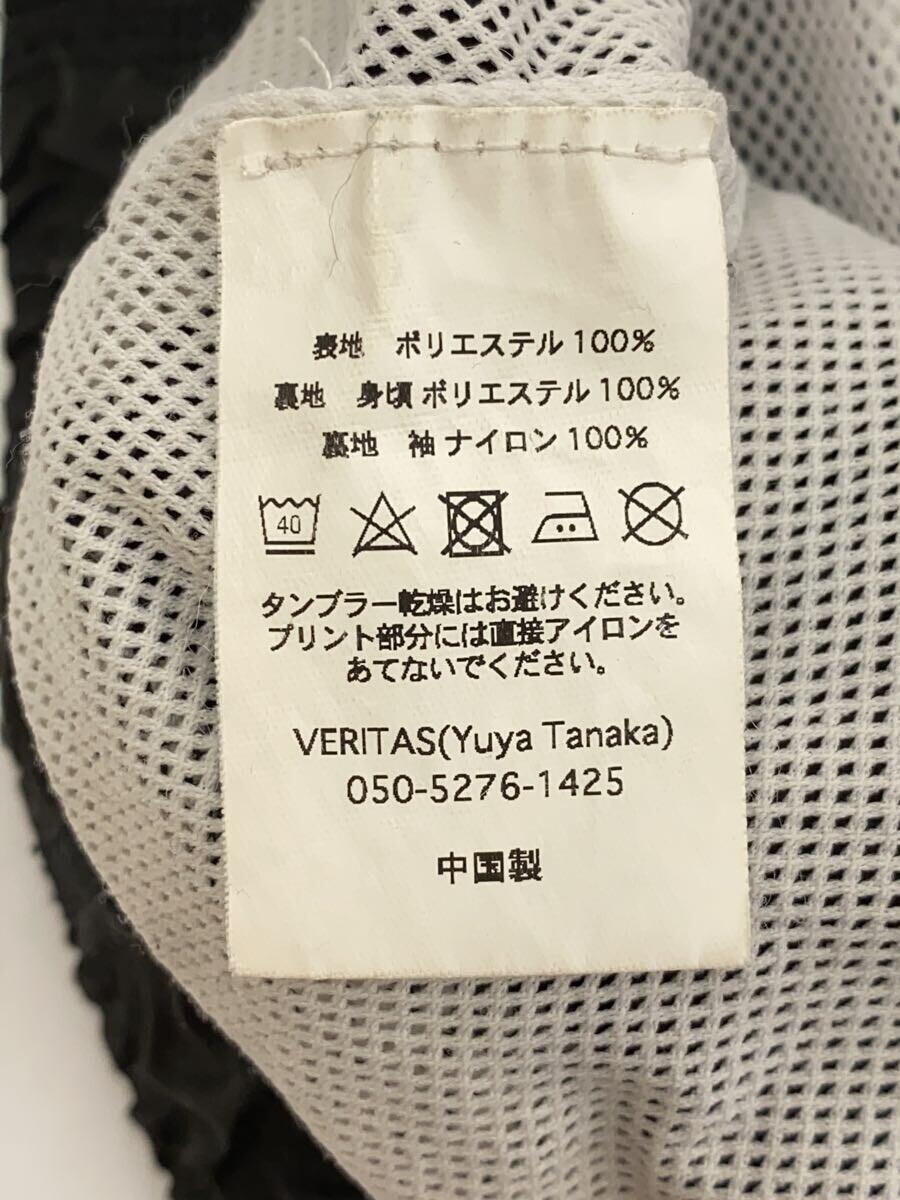 表地 ポリエステル 100%
裏地 身頃 ポリエステル 100%
裏地 袖 ナイロン 100%
40
タンブラー乾燥はお避けください。
プリント部分には直接アイロンを
あてないでください。
VERITAS(Yuya Tanaka)
050-5276-1425
中国製